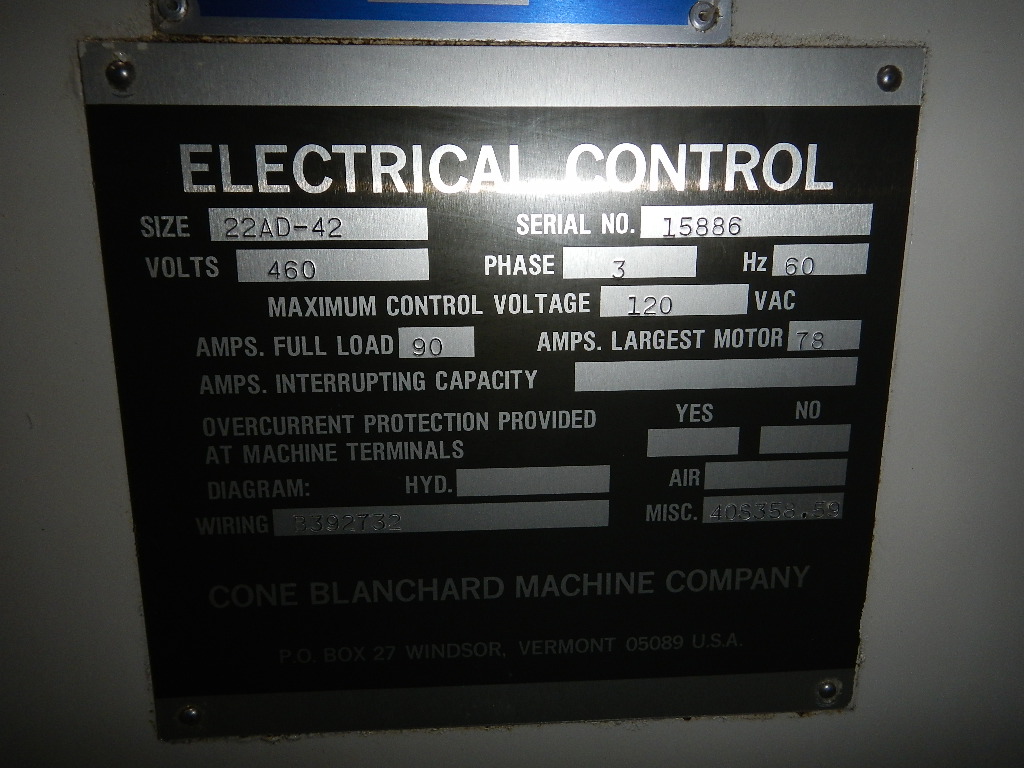 ELECTRICAL CONTROL
SIZE 22AD-42 SERIAL NO. 15886
VOLTS 460 PHASE 3 Hz 60
MAXIMUM CONTROL VOLTAGE 120 VAC
AMPS. FULL LOAD 90 AMPS. LARGEST MOTOR 78
AMPS. INTERRUPTING CAPACITY
OVERCURRENT PROTECTION PROVIDED YES NO
AT MACHINE TERMINALS
DIAGRAM: HYD. AIR
WIRING B392732 MISC. 40S358,59
CONE BLANCHARD MACHINE COMPANY
P.O. BOX 27 WINDSOR, VERMONT 05089 U.S.A.